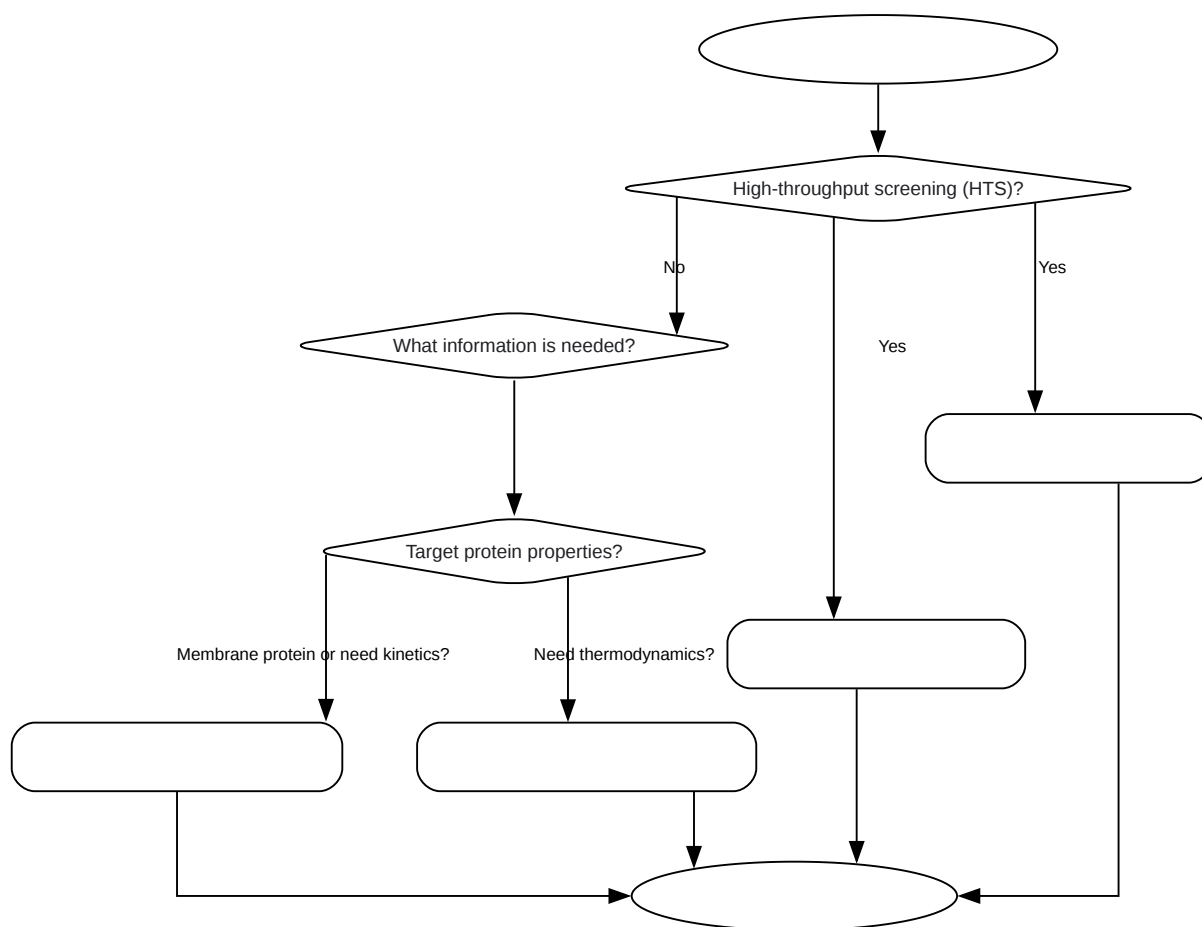 High-throughput screening (HTS)?
No
Yes
What information is needed?
Yes
Target protein properties?
Membrane protein or need kinetics?
Need thermodynamics?